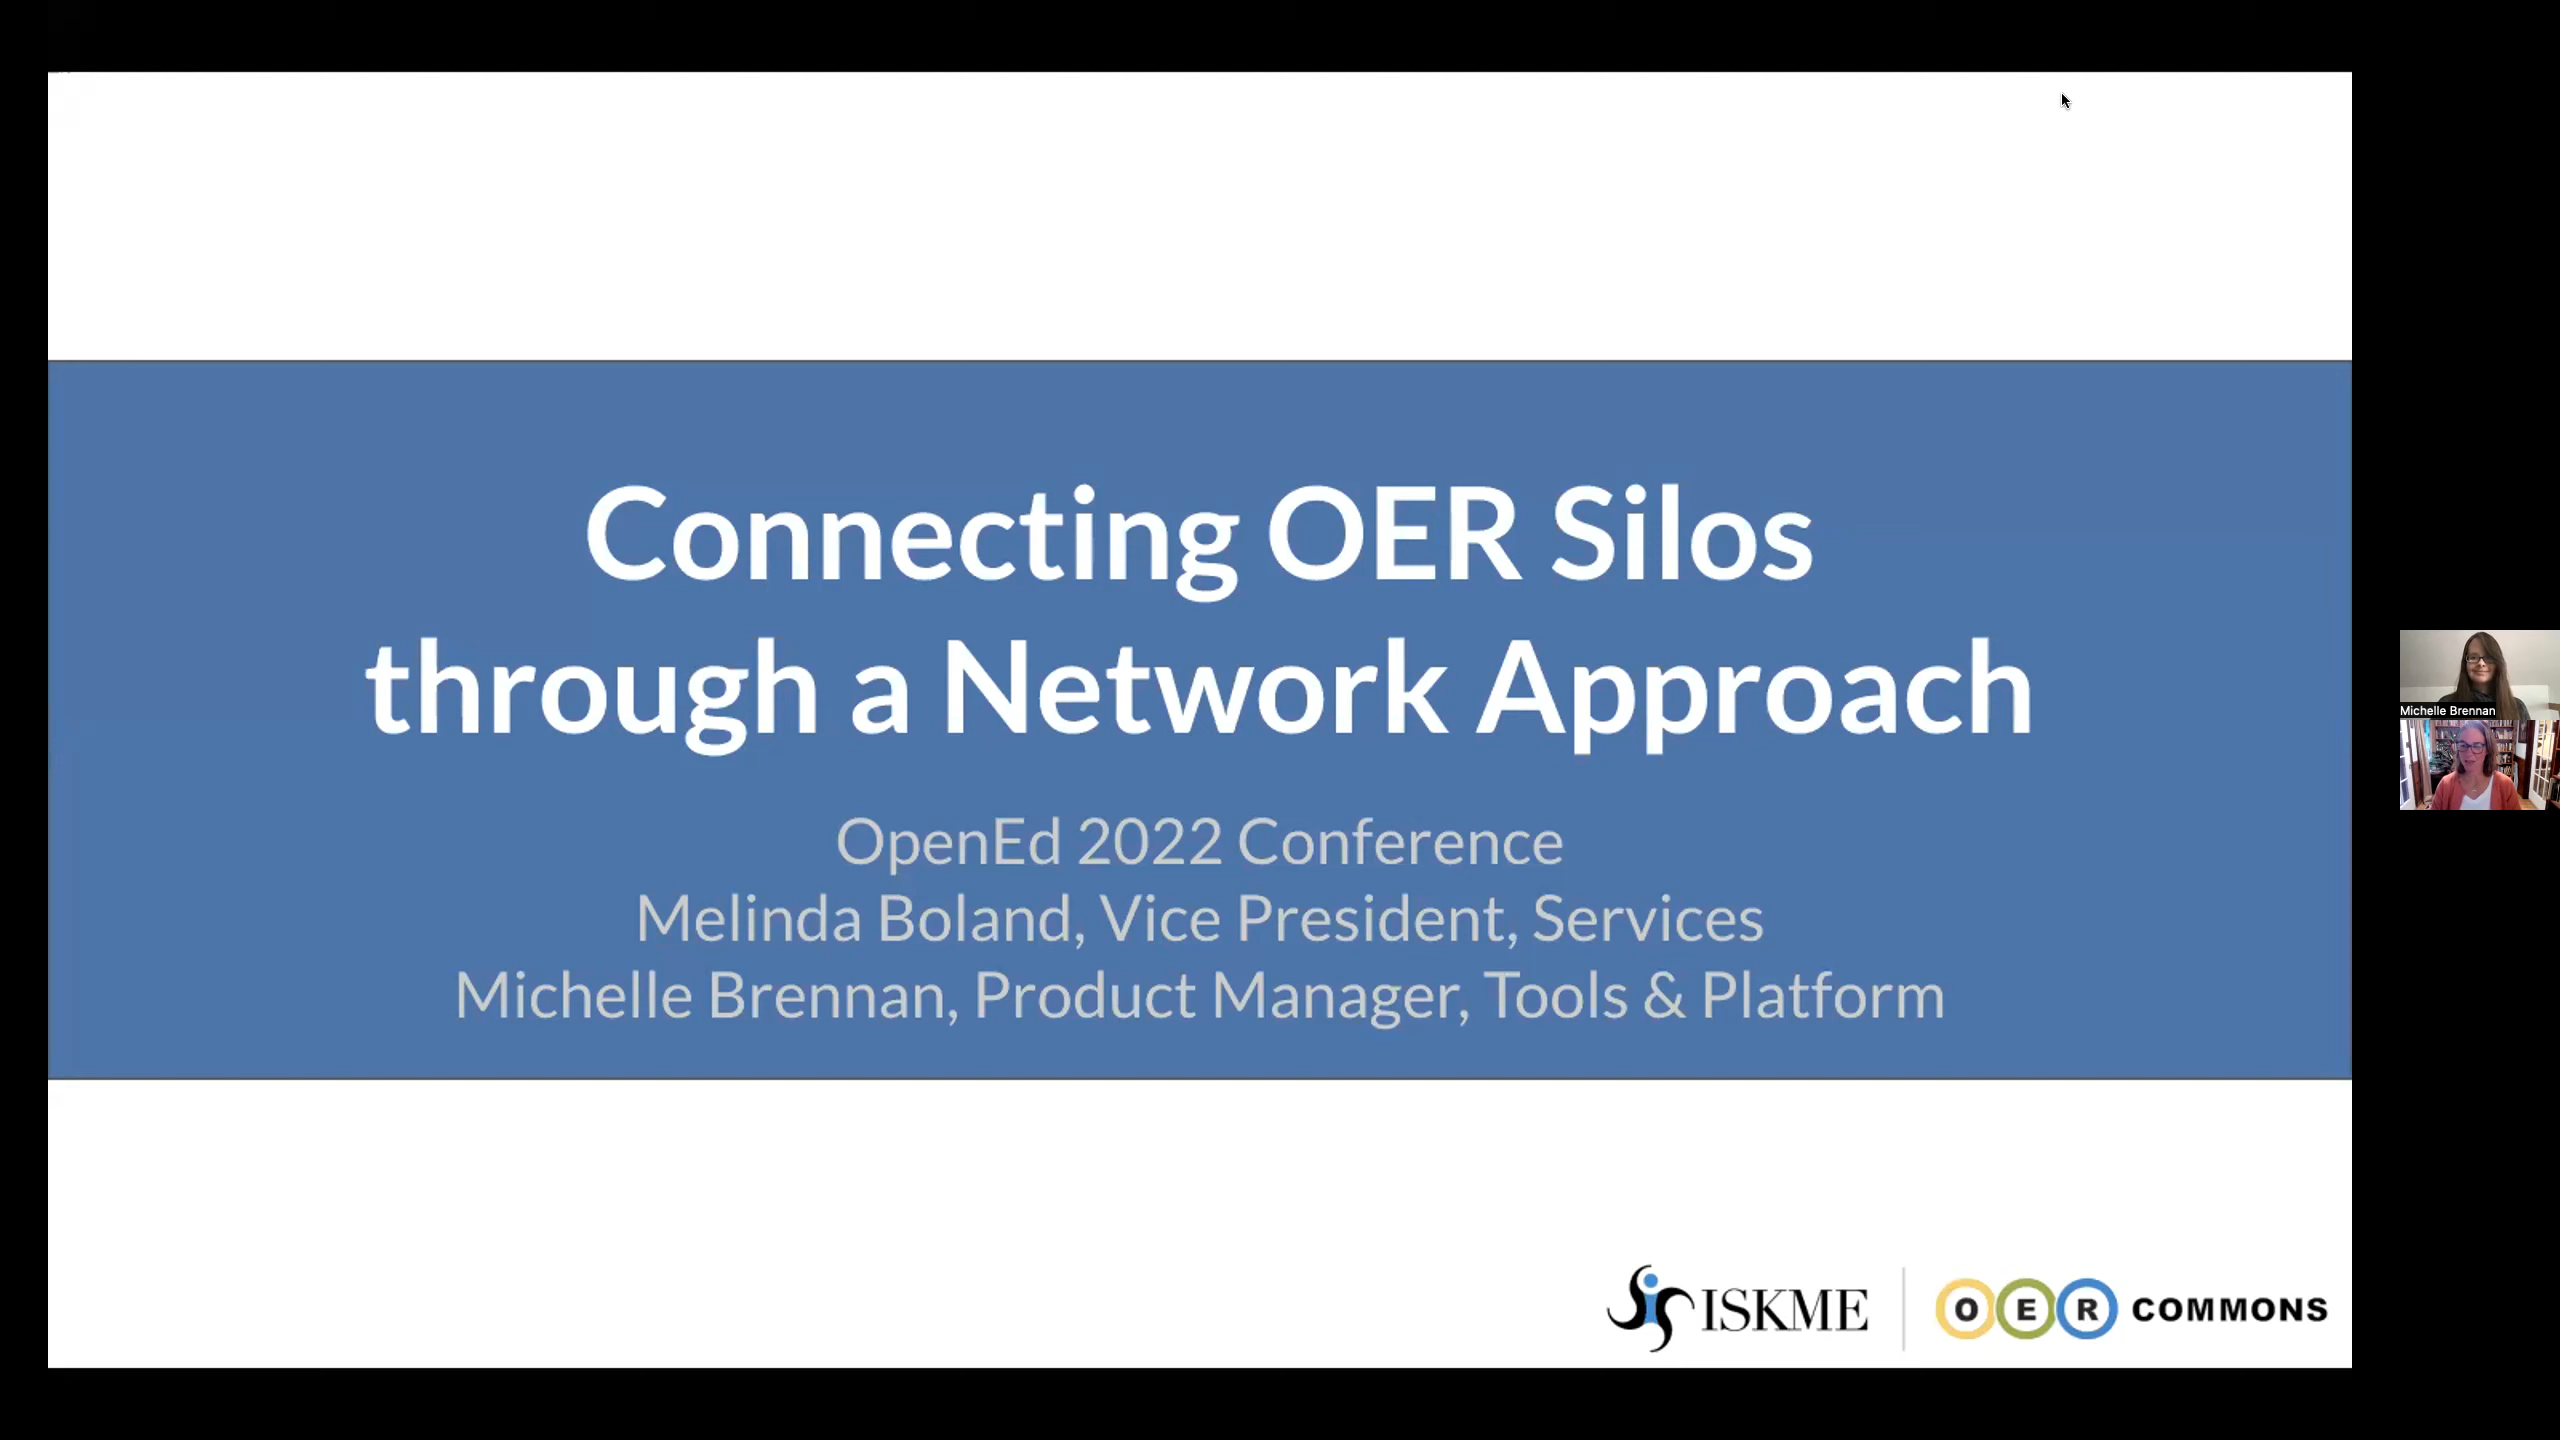 Connecting OER Silos
through a Network Approach
OpenEd 2022 Conference
Melinda Boland, Vice President, Services
Michelle Brennan, Product Manager, Tools & Platform
Michelle Brennan
ISKME
OER COMMONS